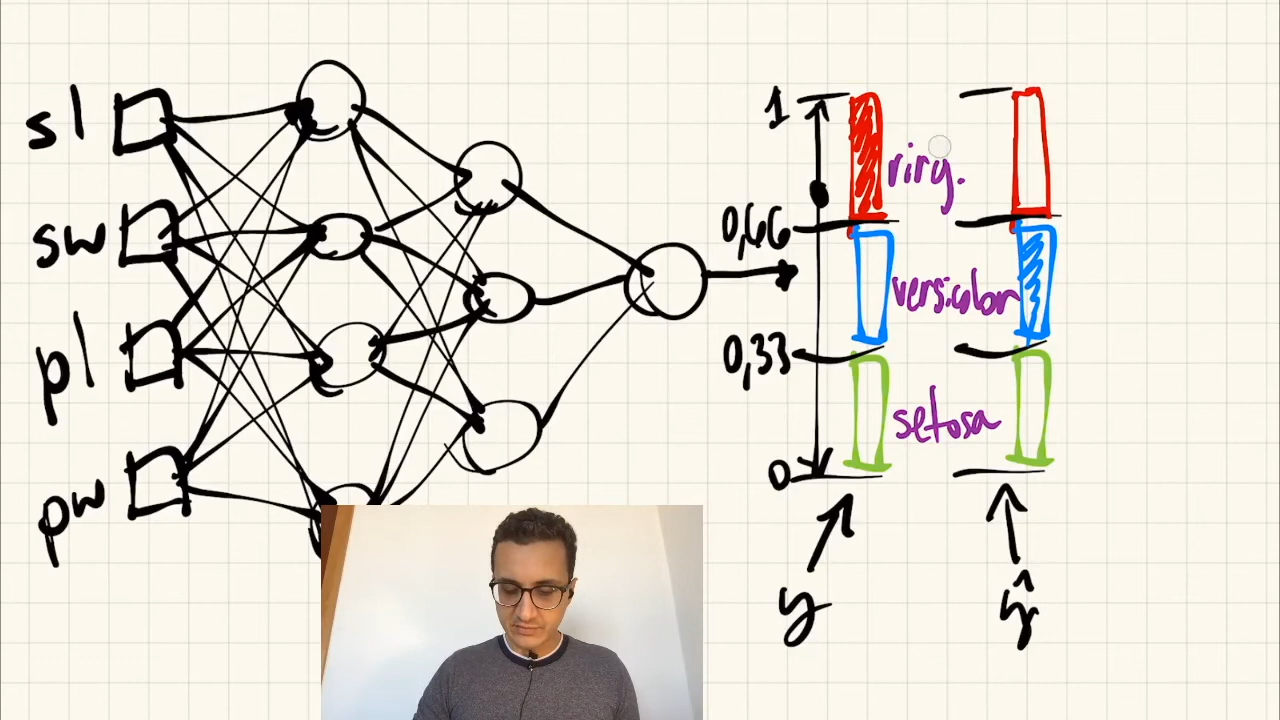 sl
sw
pl
pw
1
0,66
0,33
0
virg.
versicolor
setosa
y
ŷ